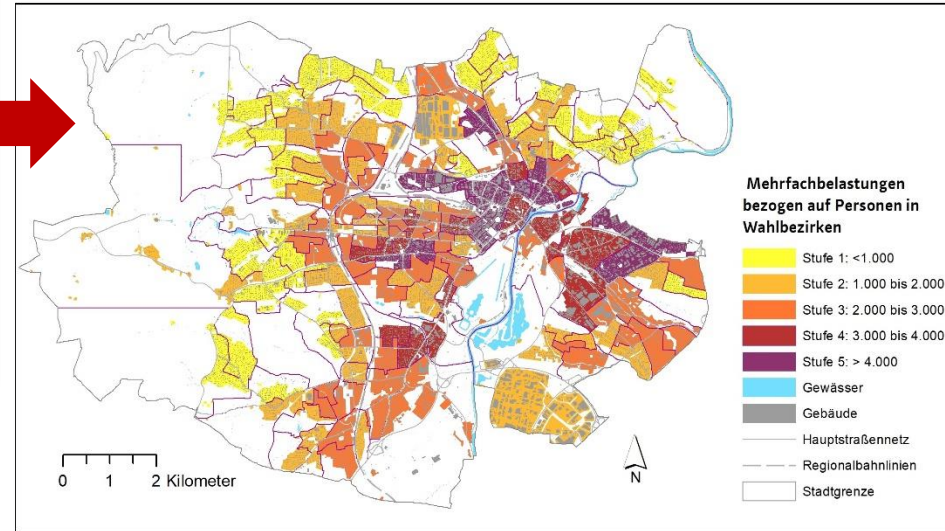 Mehrfachbelastungen
bezogen auf Personen in
Wahlbezirken
Stufe 1: <1.000
Stufe 2: 1.000 bis 2.000
Stufe 3: 2.000 bis 3.000
Stufe 4: 3.000 bis 4.000
Stufe 5: > 4.000
Gewässer
Gebäude
Hauptstraßennetz
Regionalbahnlinien
Stadtgrenze
0 1 2 Kilometer
N